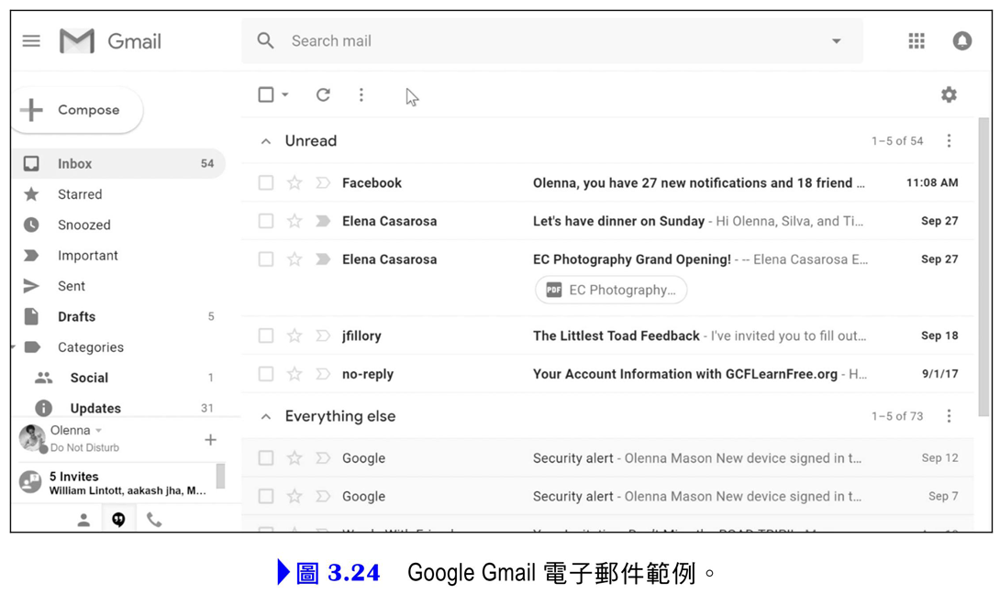 Gmail
Search mail
Compose
Inbox 54
Starred
Snoozed
Important
Sent
Drafts 5
Categories
Social 1
Updates 31
Olenna
Do Not Disturb
5 Invites
William Lintott, aakash jha, M...
Unread 1–5 of 54
Facebook Olenna, you have 27 new notifications and 18 friend ... 11:08 AM
Elena Casarosa Let's have dinner on Sunday - Hi Olenna, Silva, and Ti... Sep 27
Elena Casarosa EC Photography Grand Opening! - -- Elena Casarosa E... Sep 27
PDF EC Photography...
jfillory The Littlest Toad Feedback - I've invited you to fill out... Sep 18
no-reply Your Account Information with GCFLearnFree.org - H... 9/1/17
Everything else 1–5 of 73
Google Security alert - Olenna Mason New device signed in t... Sep 12
Google Security alert - Olenna Mason New device signed in t... Sep 7
圖 3.24 Google Gmail 電子郵件範例。